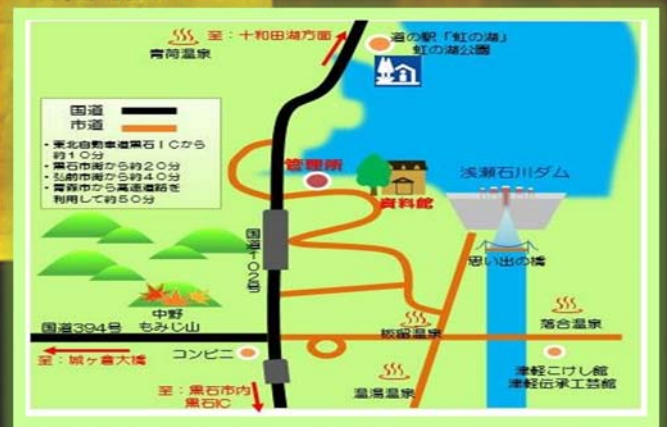 至：十和田湖方面
青荷温泉
道の駅「虹の湖」
虹の湖公園
国道
市道
・東北自動車道黒石ＩＣから
約１０分
・黒石市街から約２０分
・弘前市街から約４０分
・青森市から高速道路を
利用して約５０分
管理所
資料館
浅瀬石川ダム
思い出の橋
国道１０２号
中野
もみじ山
国道394号
至：城ヶ倉大橋
コンビニ
板留温泉
落合温泉
温湯温泉
津軽こけし館
津軽伝承工芸館
至：黒石市内
黒石IC